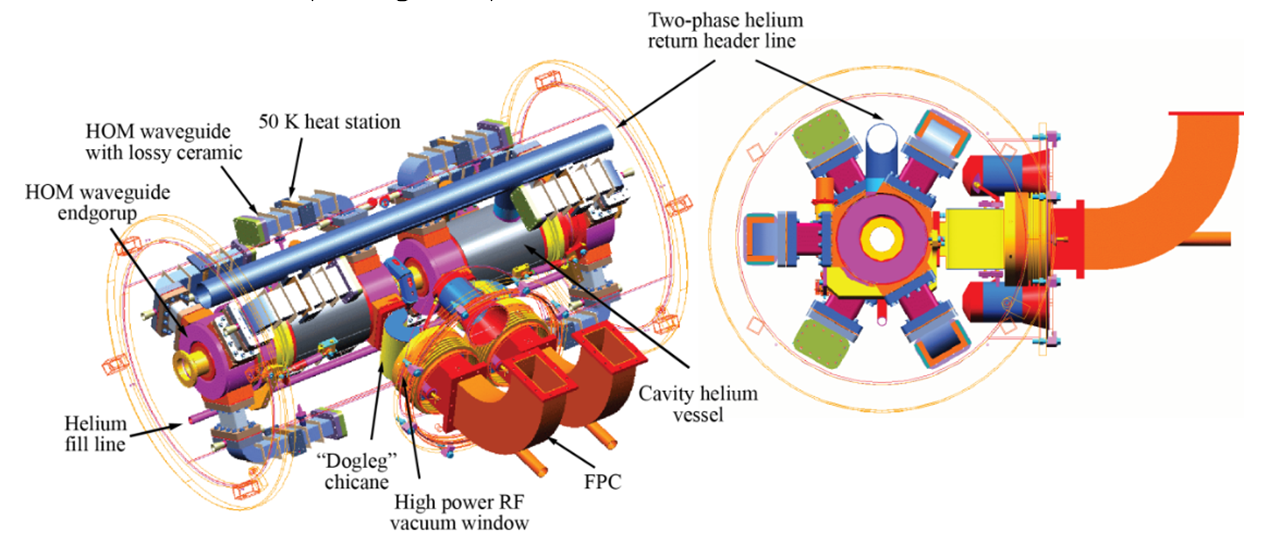 Two-phase helium
return header line
50 K heat station
HOM waveguide
with lossy ceramic
HOM waveguide
endgorup
Helium
fill line
"Dogleg"
chicane
High power RF
vacuum window
FPC
Cavity helium
vessel